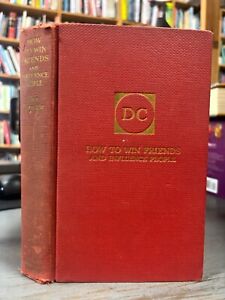 HOW
TO WIN
FRIENDS
AND
INFLUENCE
PEOPLE
DC
HOW TO WIN FRIENDS
AND INFLUENCE PEOPLE